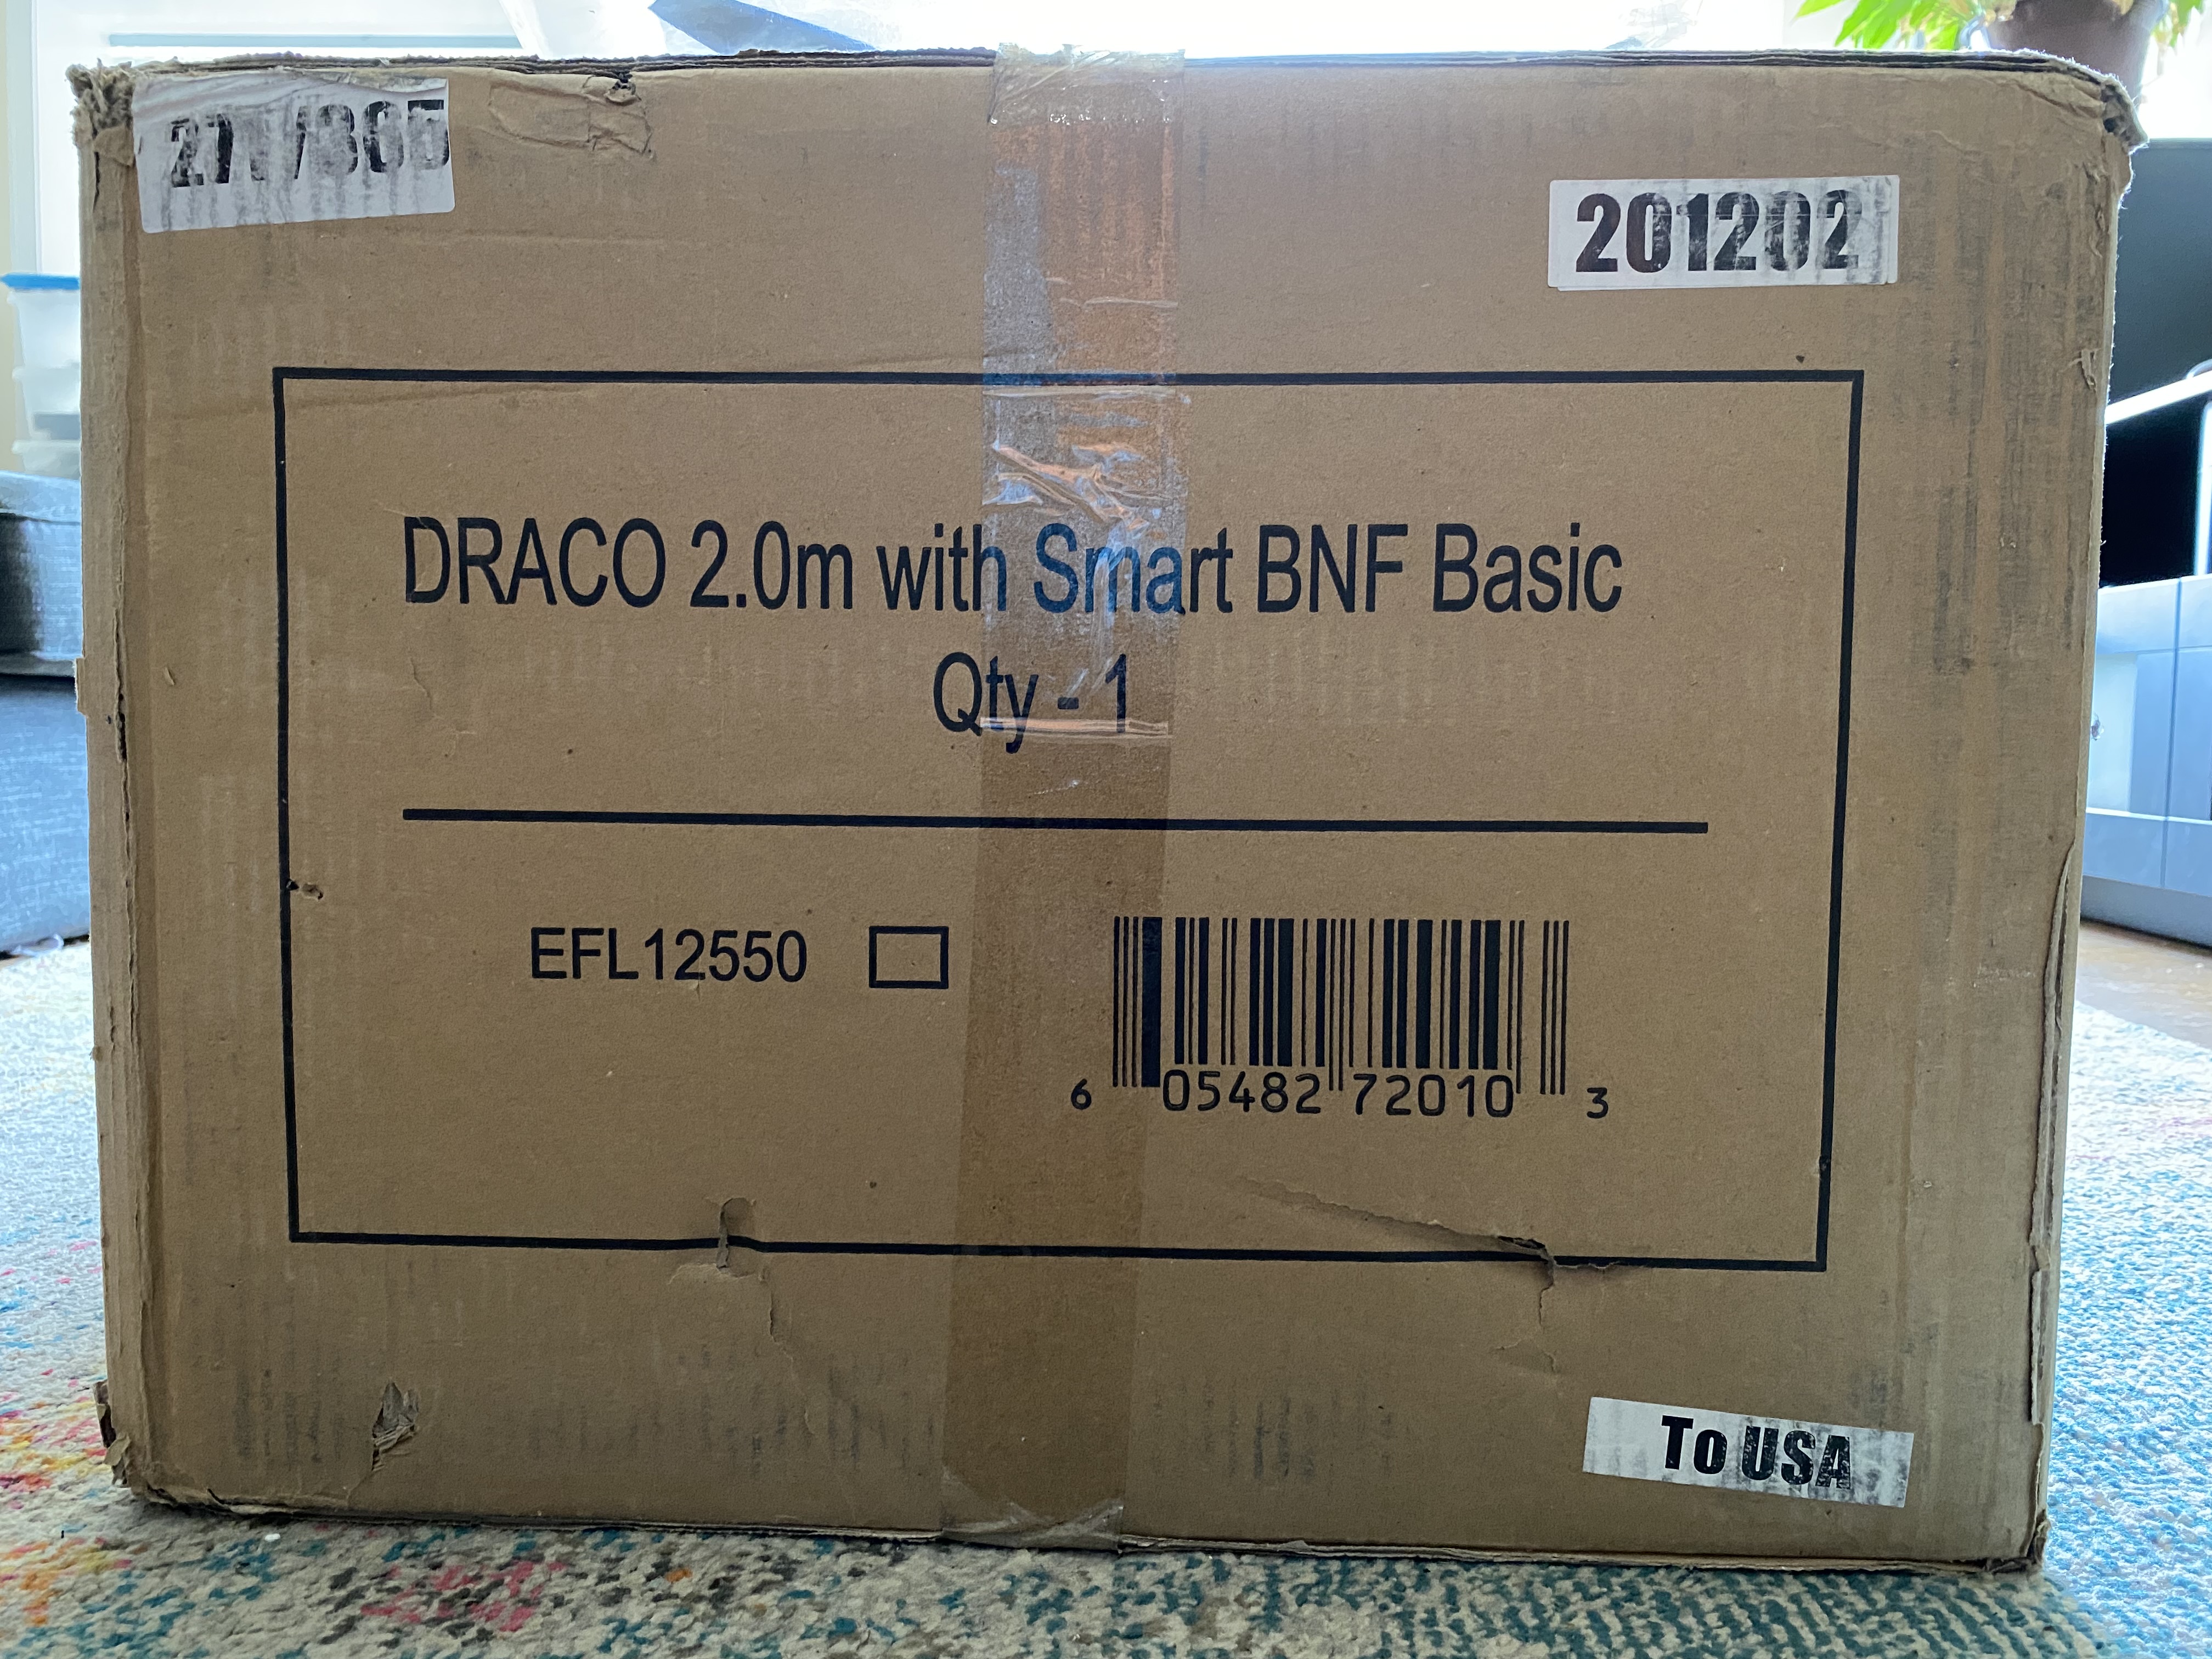 201202
DRACO 2.0m with Smart BNF Basic
Qty - 1
EFL12550
6 05482 72010 3
To USA